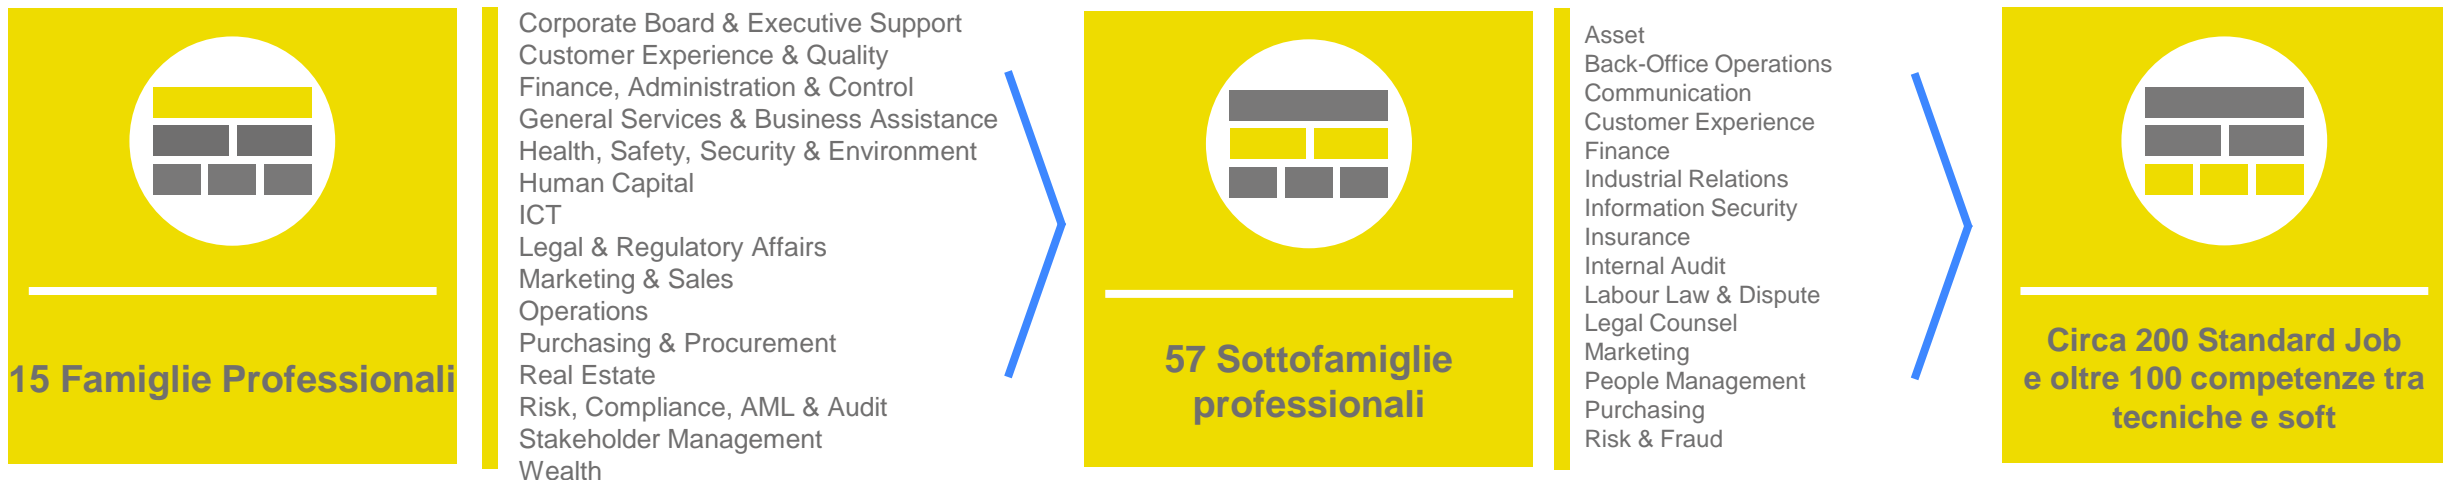 15 Famiglie Professionali
Corporate Board & Executive Support
Customer Experience & Quality
Finance, Administration & Control
General Services & Business Assistance
Health, Safety, Security & Environment
Human Capital
ICT
Legal & Regulatory Affairs
Marketing & Sales
Operations
Purchasing & Procurement
Real Estate
Risk, Compliance, AML & Audit
Stakeholder Management
Wealth
57 Sottofamiglie
professionali
Asset
Back-Office Operations
Communication
Customer Experience
Finance
Industrial Relations
Information Security
Insurance
Internal Audit
Labour Law & Dispute
Legal Counsel
Marketing
People Management
Purchasing
Risk & Fraud
Circa 200 Standard Job
e oltre 100 competenze tra
tecniche e soft